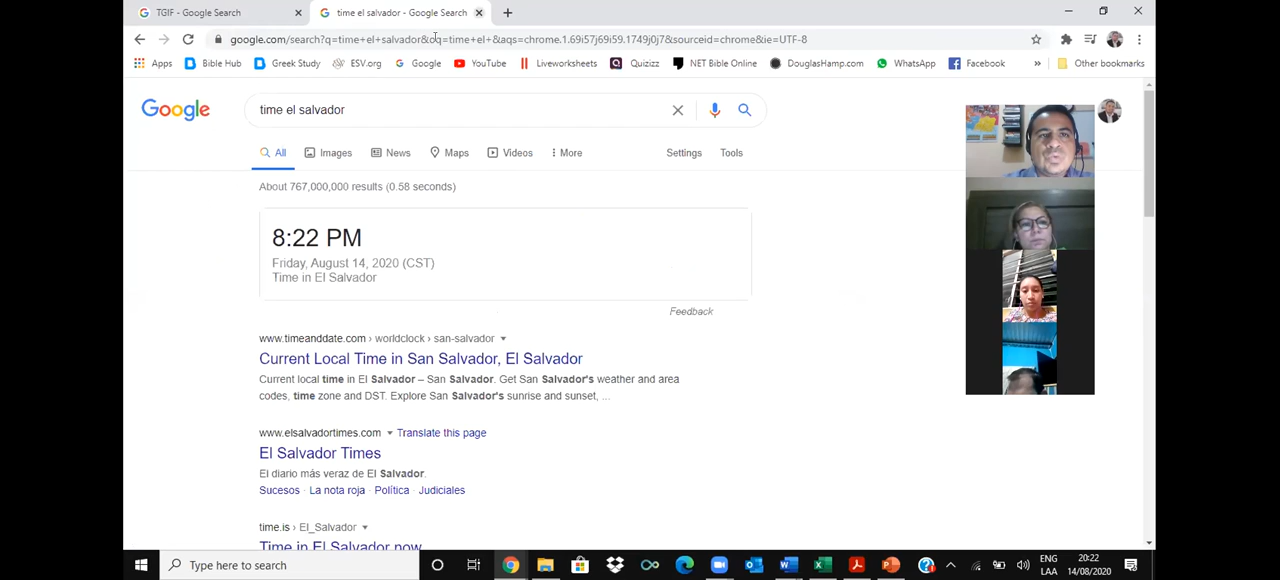 TGIF - Google Search
time el salvador - Google Search
google.com/search?q=time+el+salvador&oq=time+el+&aqs=chrome.1.69i57j69i59.1749j0j7&sourceid=chrome&ie=UTF-8
Apps Bible Hub Greek Study ESV.org Google YouTube Liveworksheets Quizizz NET Bible Online DouglasHamp.com WhatsApp Facebook » Other bookmarks
Google
time el salvador
All Images News Maps Videos More Settings Tools
About 767,000,000 results (0.58 seconds)
8:22 PM
Friday, August 14, 2020 (CST)
Time in El Salvador
Feedback
www.timeanddate.com › worldclock › san-salvador
Current Local Time in San Salvador, El Salvador
Current local time in El Salvador – San Salvador. Get San Salvador's weather and area
codes, time zone and DST. Explore San Salvador's sunrise and sunset, ...
www.elsalvadortimes.com Translate this page
El Salvador Times
El diario más veraz de El Salvador.
Sucesos · La nota roja · Política · Judiciales
time.is › El_Salvador
Time in El Salvador now
Type here to search
ENG
LAA
20:22
14/08/2020